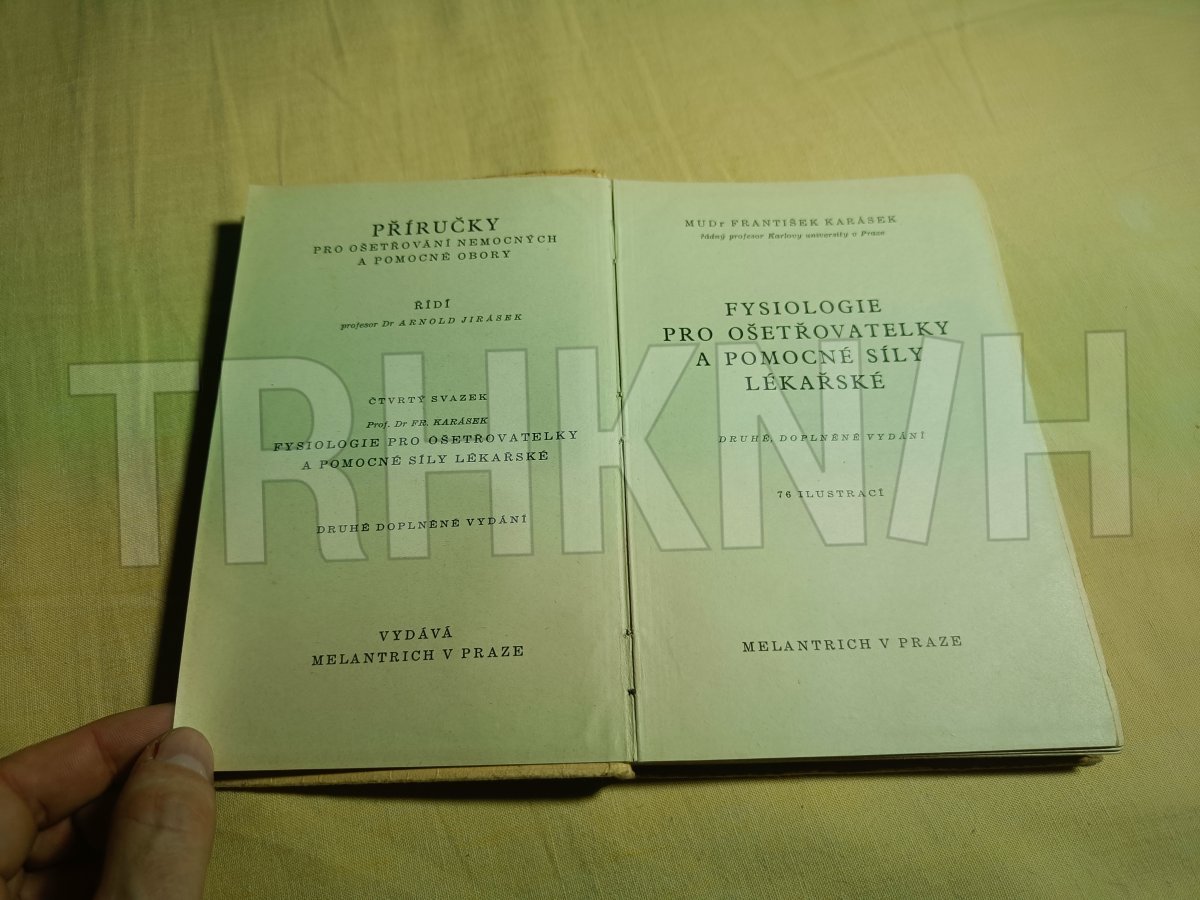 PŘÍRUČKY
PRO OŠETŘOVÁNÍ NEMOCNÝCH
A POMOCNÉ OBORY
ŘÍDÍ
profesor Dr ARNOLD JIRÁSEK
ČTVRTÝ SVAZEK
Prof. Dr FR. KARÁSEK
FYSIOLOGIE PRO OŠETŘOVATELKY
A POMOCNÉ SÍLY LÉKAŘSKÉ
DRUHÉ DOPLNĚNÉ VYDÁNÍ
VYDÁVÁ
MELANTRICH V PRAZE
MUDr FRANTIŠEK KARÁSEK
řádný profesor Karlovy university v Praze
FYSIOLOGIE
PRO OŠETŘOVATELKY
A POMOCNÉ SÍLY
LÉKAŘSKÉ
DRUHÉ, DOPLNĚNÉ VYDÁNÍ
76 ILUSTRACÍ
MELANTRICH V PRAZE
TRHKNIH